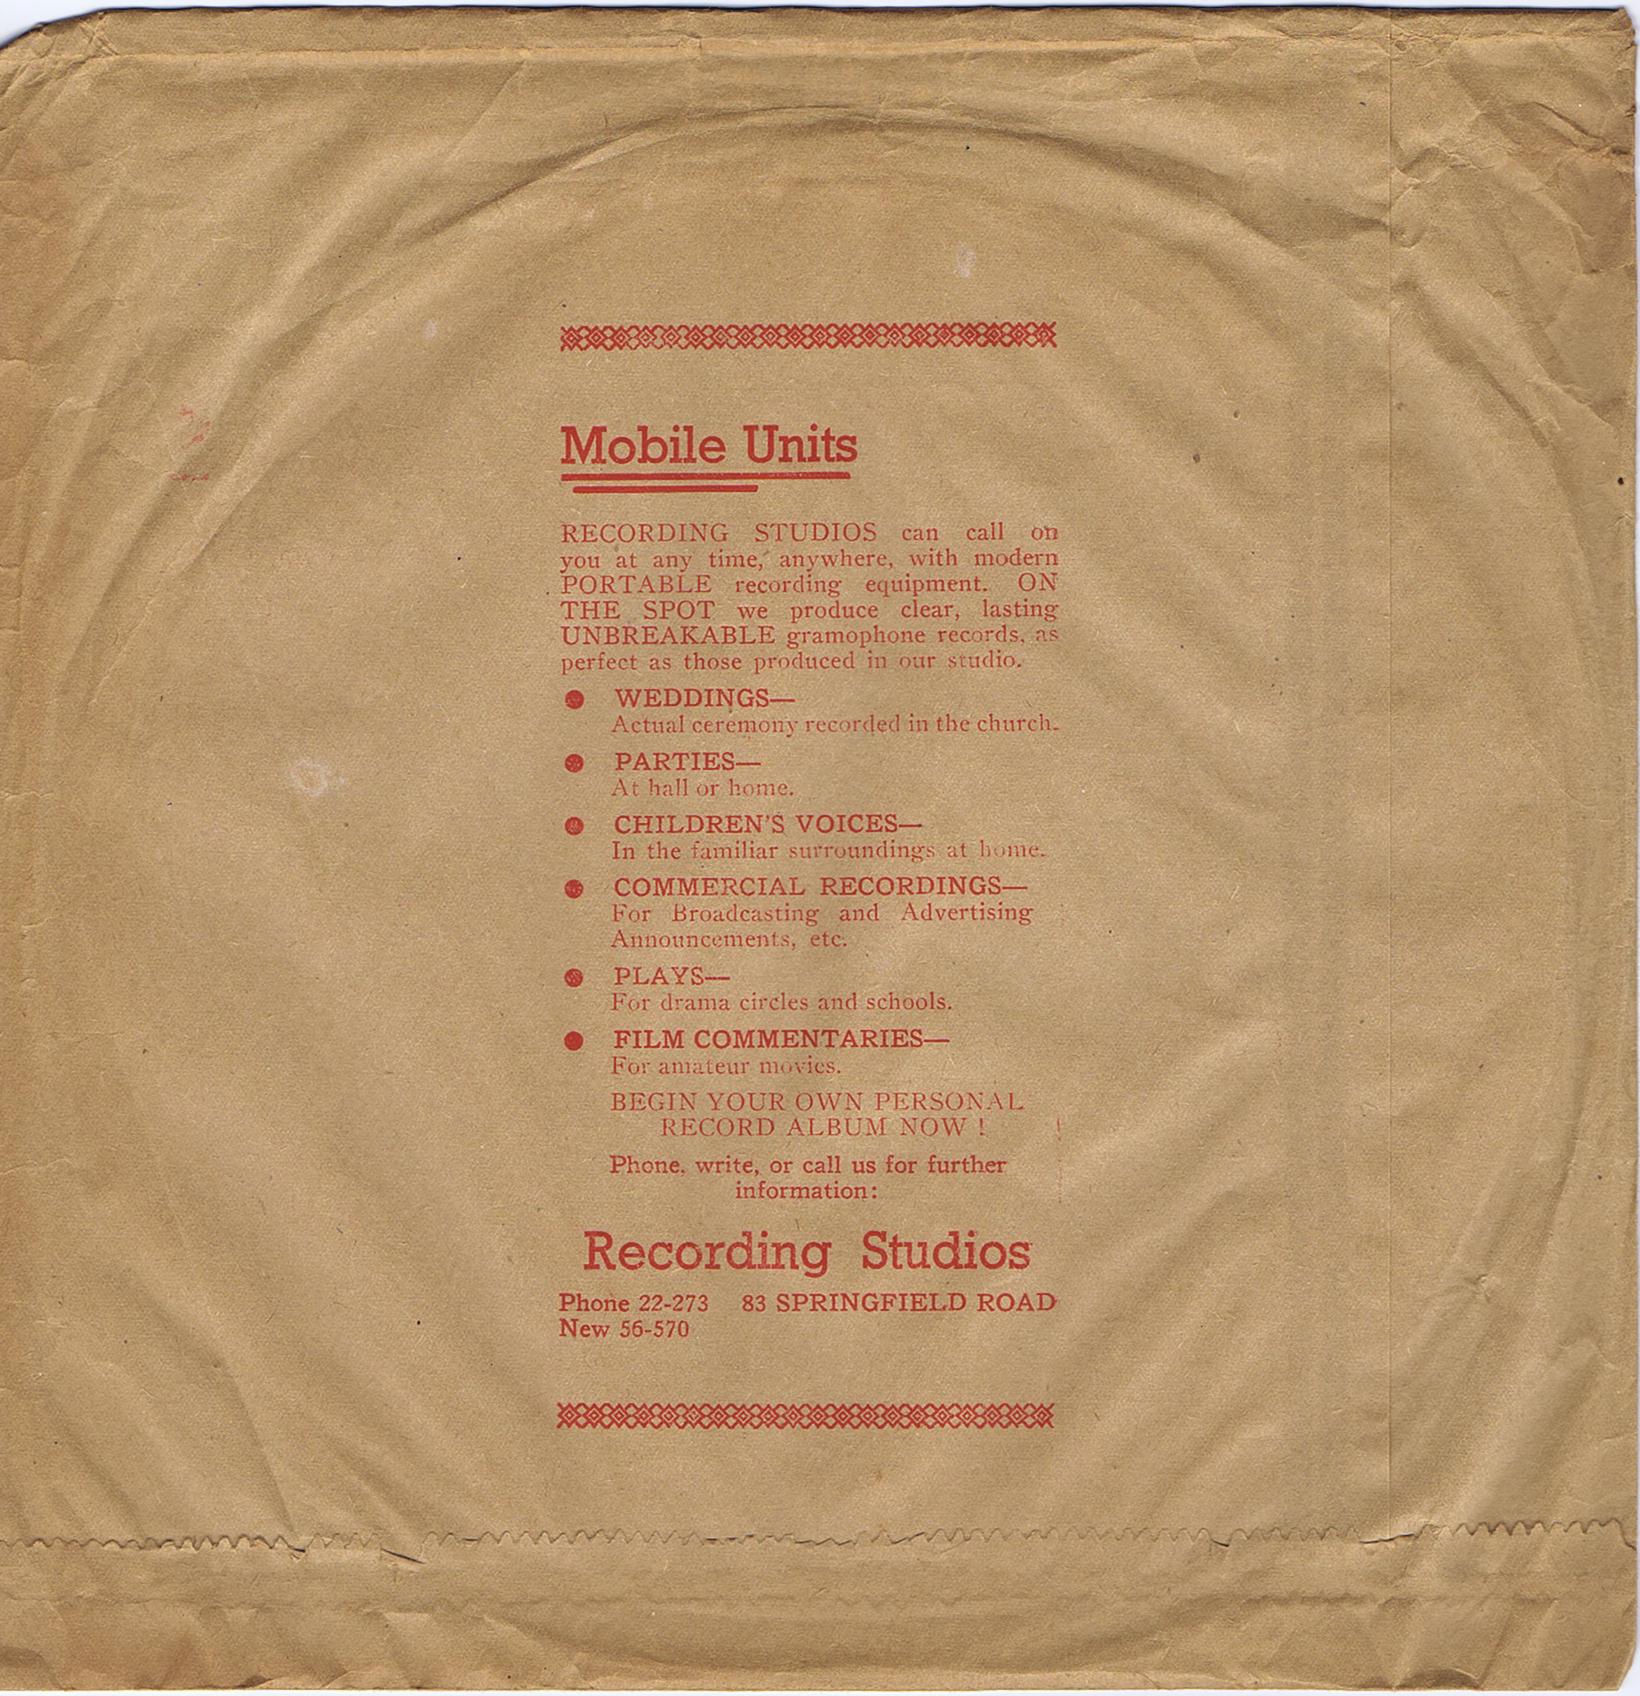 Mobile Units
RECORDING STUDIOS can call on
you at any time, anywhere, with modern
PORTABLE recording equipment. ON
THE SPOT we produce clear, lasting
UNBREAKABLE gramophone records, as
perfect as those produced in our studio.
● WEDDINGS—
Actual ceremony recorded in the church.
● PARTIES—
At hall or home.
● CHILDREN'S VOICES—
In the familiar surroundings at home.
● COMMERCIAL RECORDINGS—
For Broadcasting and Advertising
Announcements, etc.
● PLAYS—
For drama circles and schools.
● FILM COMMENTARIES—
For amateur movies.
BEGIN YOUR OWN PERSONAL
RECORD ALBUM NOW !
Phone, write, or call us for further
information:
Recording Studios
Phone 22-273 83 SPRINGFIELD ROAD
New 56-570